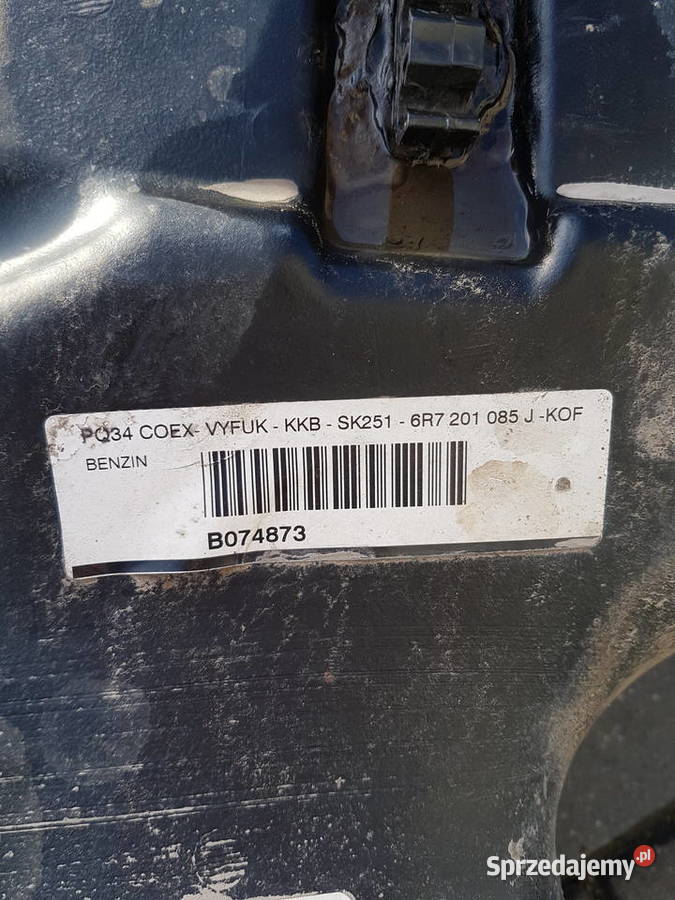 PQ34 COEX- VYFUK - KKB - SK251 - 6R7 201 085 J -KOF
BENZIN
B074873
Sprzedajemy.pl